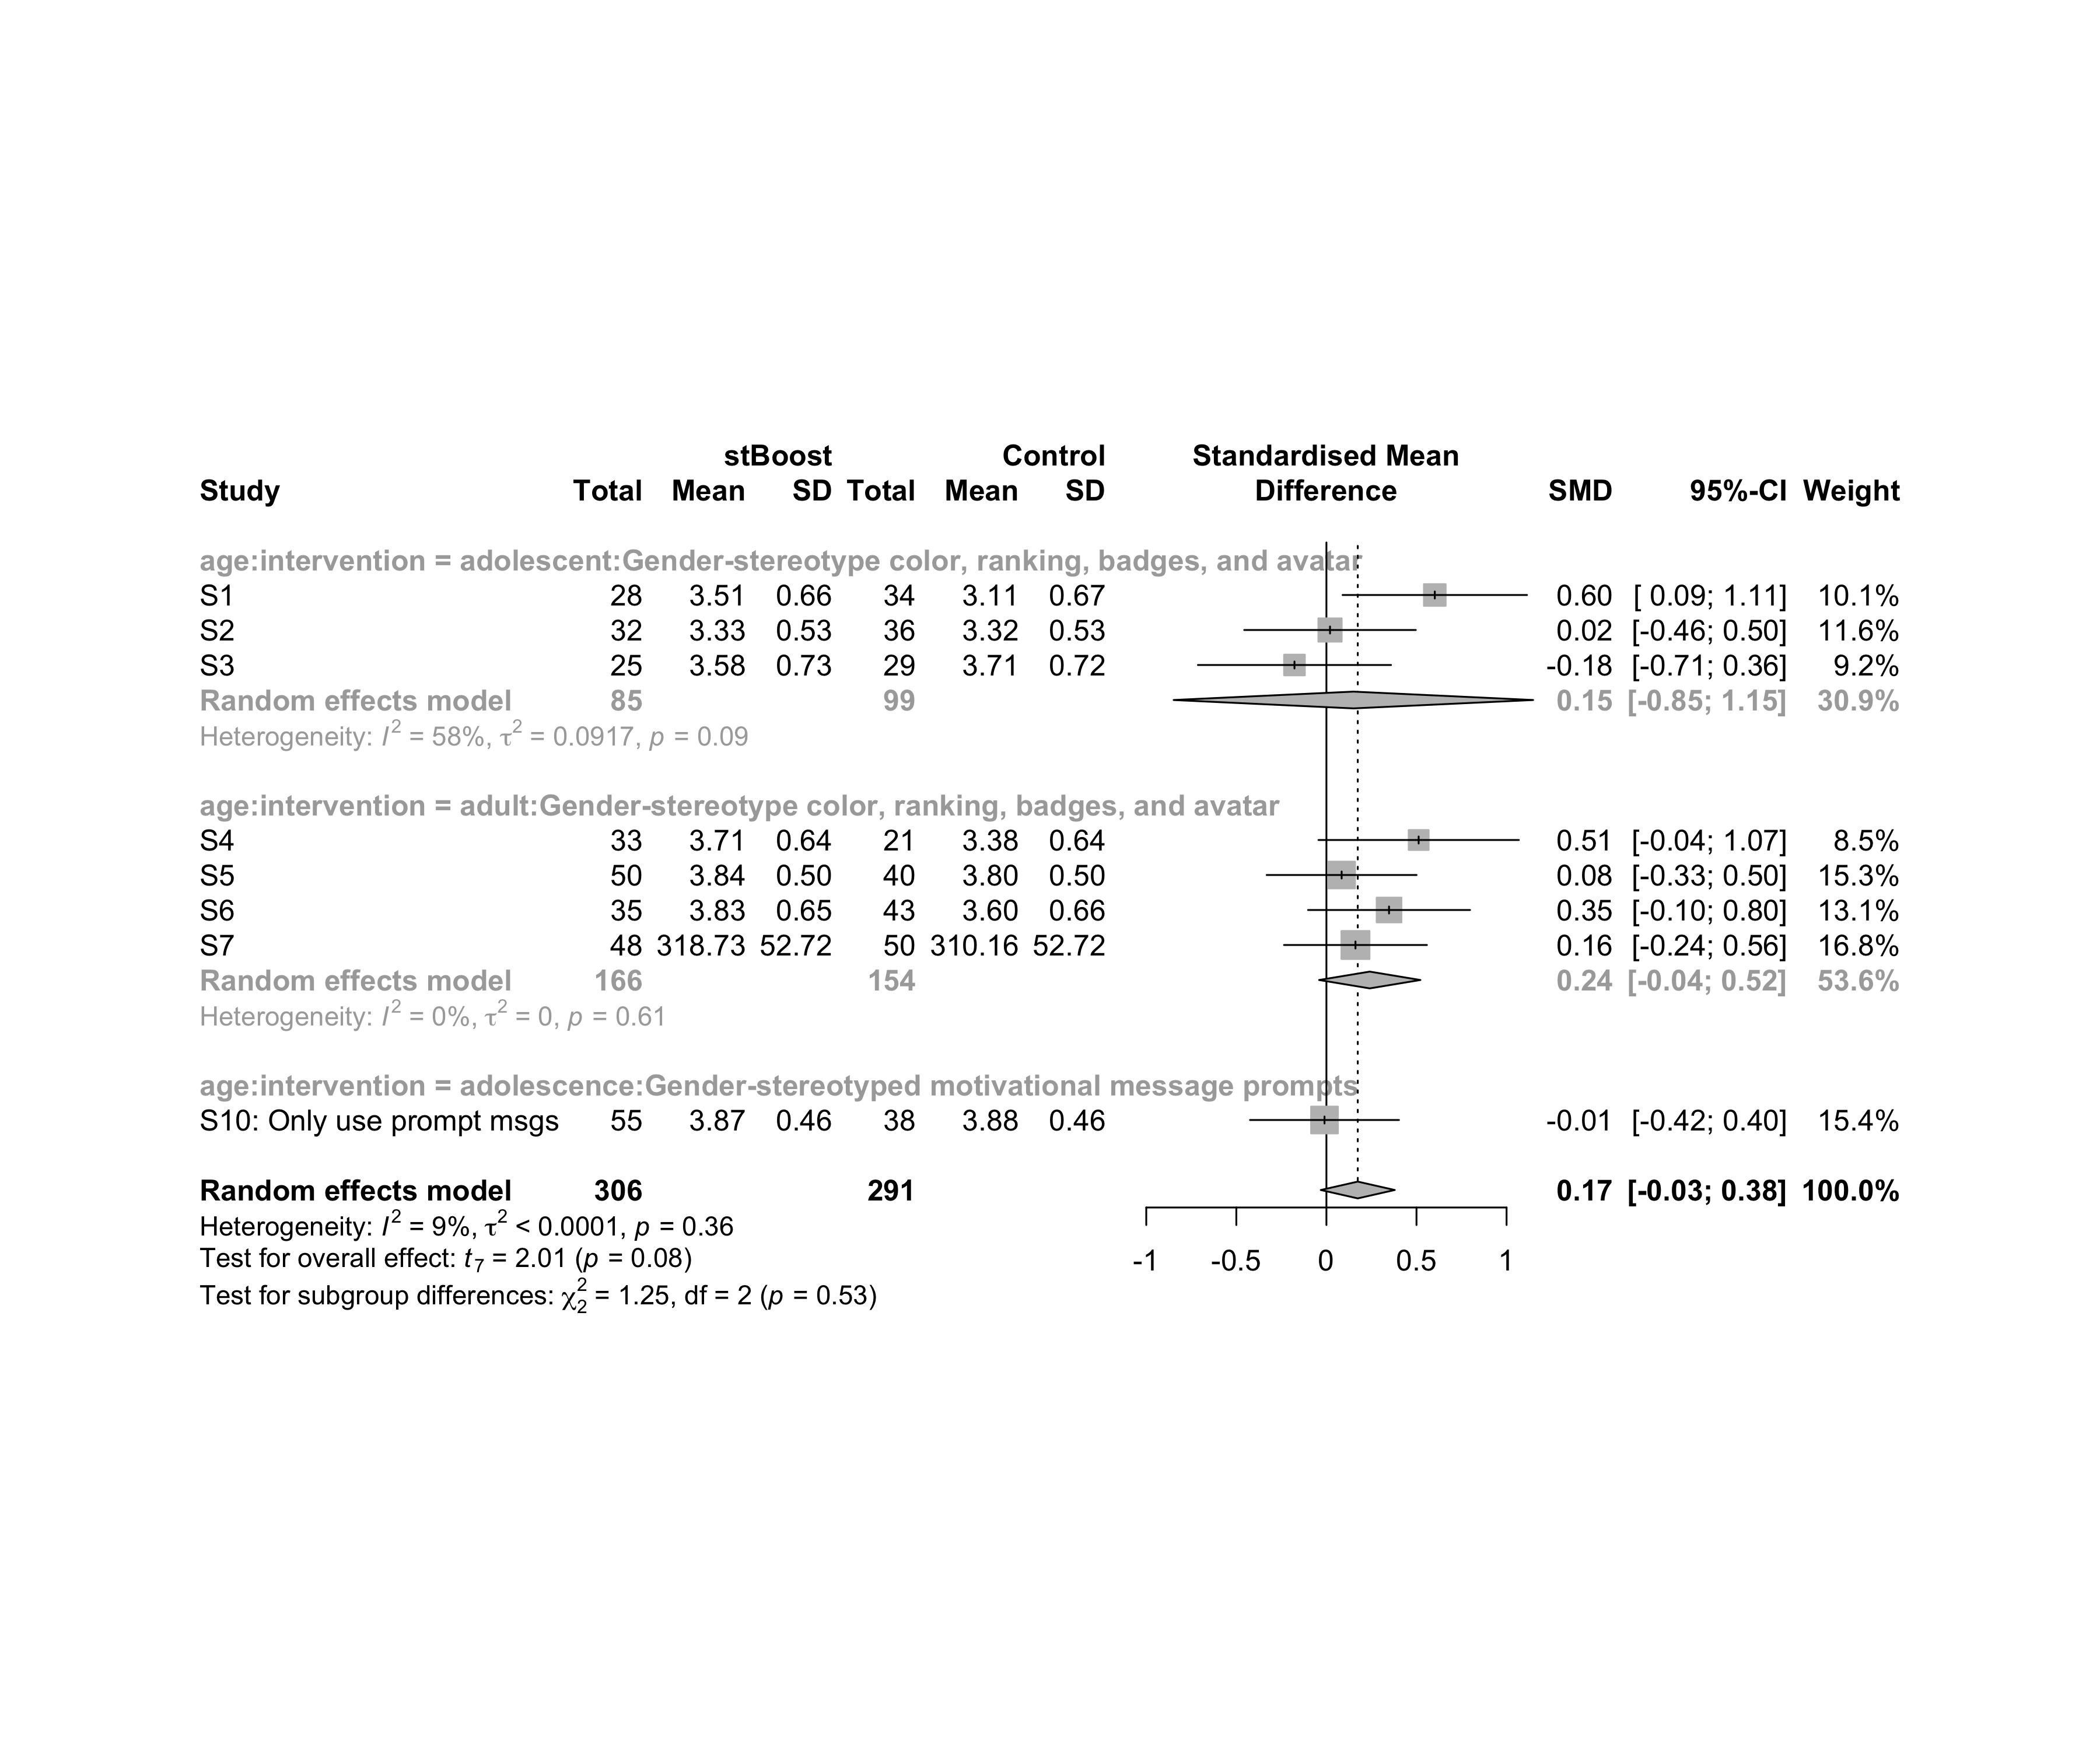 stBoost Control Standardised Mean
Study Total Mean SD Total Mean SD Difference SMD 95%-CI Weight
age:intervention = adolescent:Gender-stereotype color, ranking, badges, and avatar
S1 28 3.51 0.66 34 3.11 0.67 0.60 [ 0.09; 1.11] 10.1%
S2 32 3.33 0.53 36 3.32 0.53 0.02 [-0.46; 0.50] 11.6%
S3 25 3.58 0.73 29 3.71 0.72 -0.18 [-0.71; 0.36] 9.2%
Random effects model 85 99 0.15 [-0.85; 1.15] 30.9%
Heterogeneity: I² = 58%, τ² = 0.0917, p = 0.09
age:intervention = adult:Gender-stereotype color, ranking, badges, and avatar
S4 33 3.71 0.64 21 3.38 0.64 0.51 [-0.04; 1.07] 8.5%
S5 50 3.84 0.50 40 3.80 0.50 0.08 [-0.33; 0.50] 15.3%
S6 35 3.83 0.65 43 3.60 0.66 0.35 [-0.10; 0.80] 13.1%
S7 48 318.73 52.72 50 310.16 52.72 0.16 [-0.24; 0.56] 16.8%
Random effects model 166 154 0.24 [-0.04; 0.52] 53.6%
Heterogeneity: I² = 0%, τ² = 0, p = 0.61
age:intervention = adolescence:Gender-stereotyped motivational message prompts
S10: Only use prompt msgs 55 3.87 0.46 38 3.88 0.46 -0.01 [-0.42; 0.40] 15.4%
Random effects model 306 291 0.17 [-0.03; 0.38] 100.0%
Heterogeneity: I² = 9%, τ² < 0.0001, p = 0.36
Test for overall effect: t₇ = 2.01 (p = 0.08)
-1 -0.5 0 0.5 1
Test for subgroup differences: χ²₂ = 1.25, df = 2 (p = 0.53)